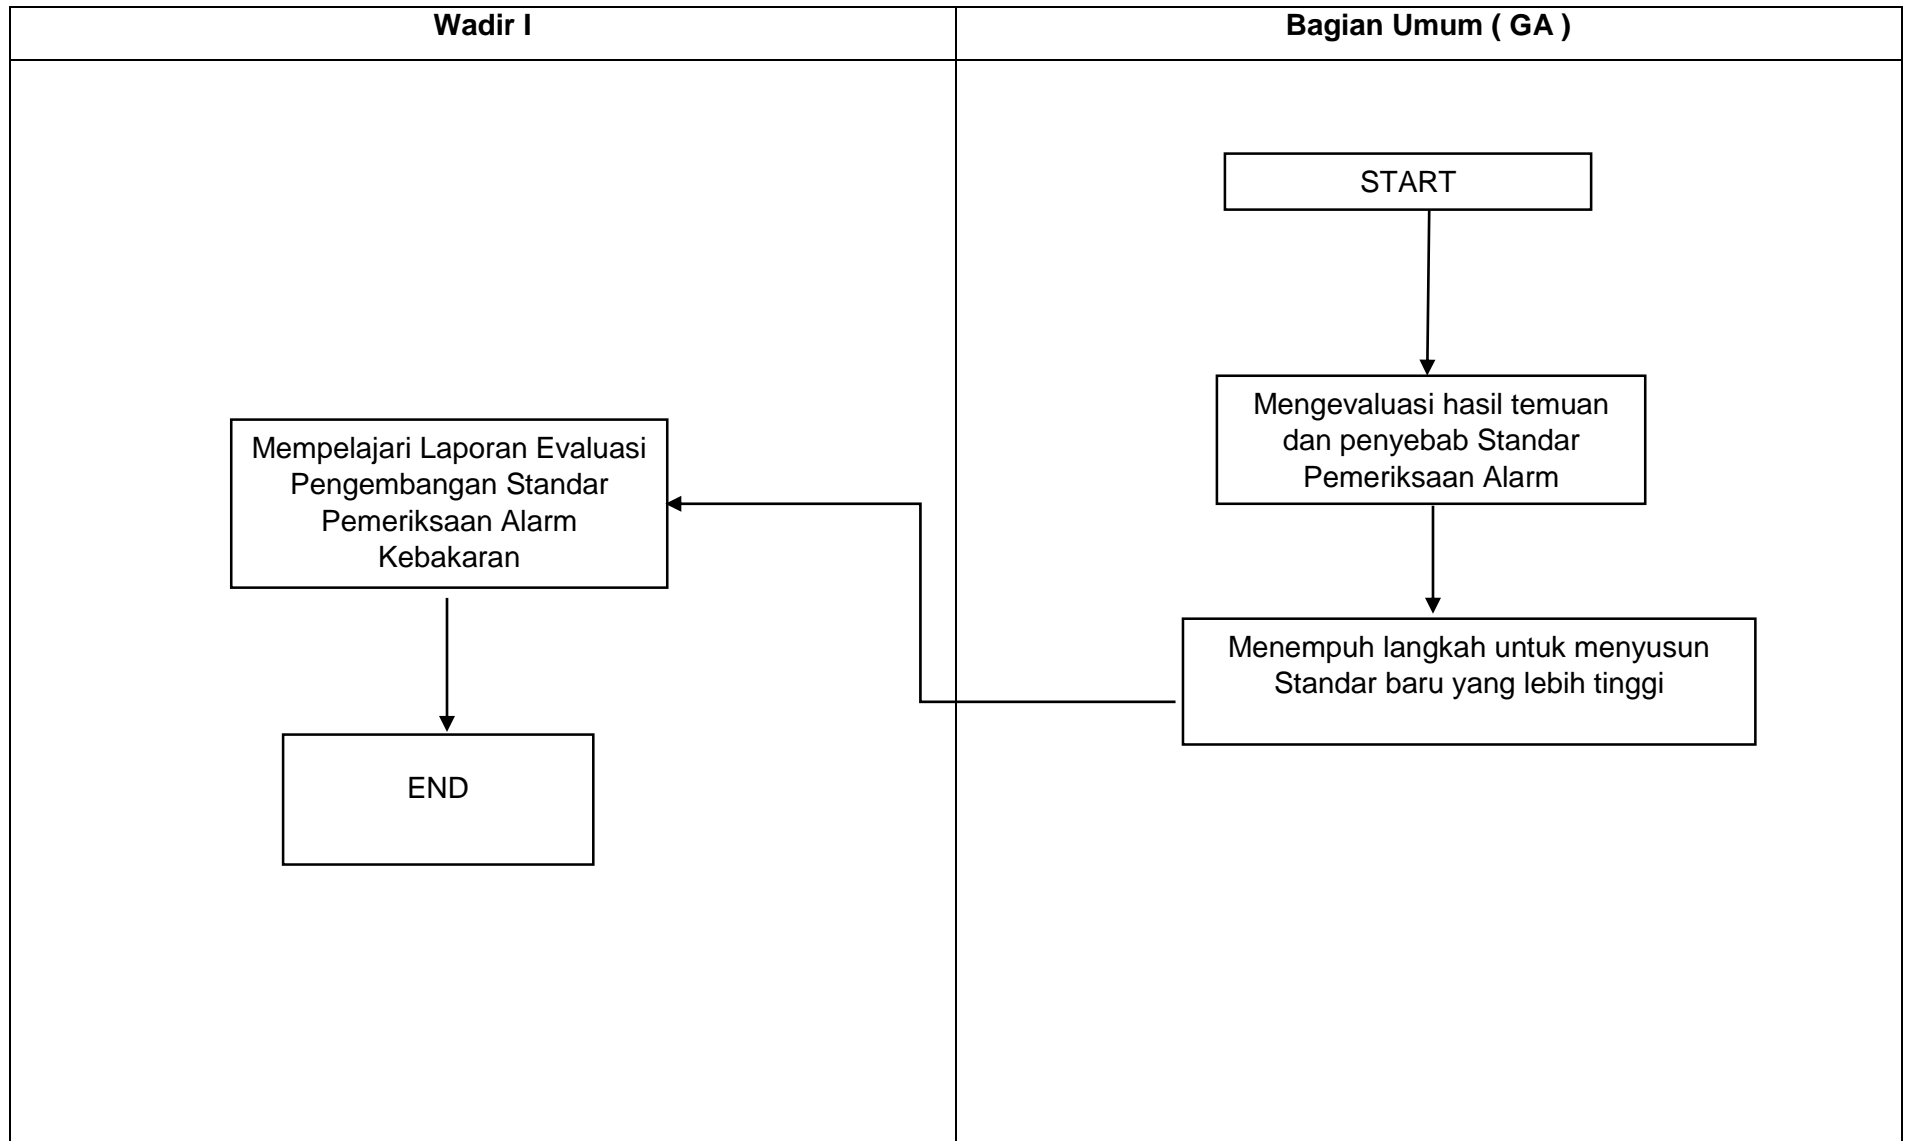 Wadir I
Bagian Umum ( GA )
START
Mengevaluasi hasil temuan
dan penyebab Standar
Pemeriksaan Alarm
Menempuh langkah untuk menyusun
Standar baru yang lebih tinggi
Mempelajari Laporan Evaluasi
Pengembangan Standar
Pemeriksaan Alarm
Kebakaran
END